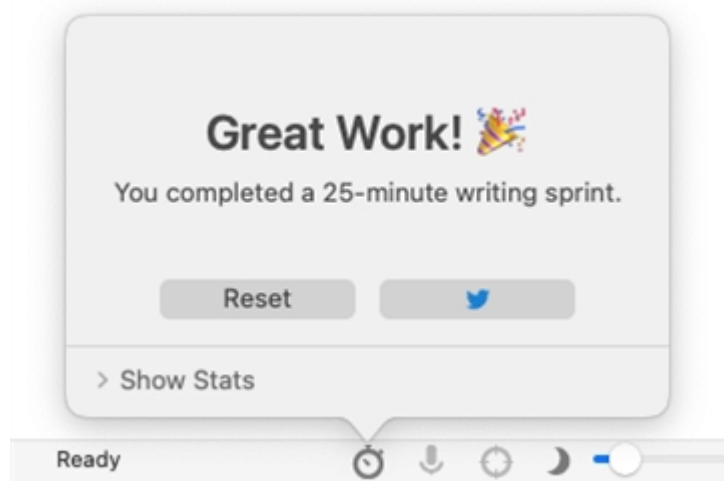 Great Work! 🎉
You completed a 25-minute writing sprint.
Reset
> Show Stats
Ready